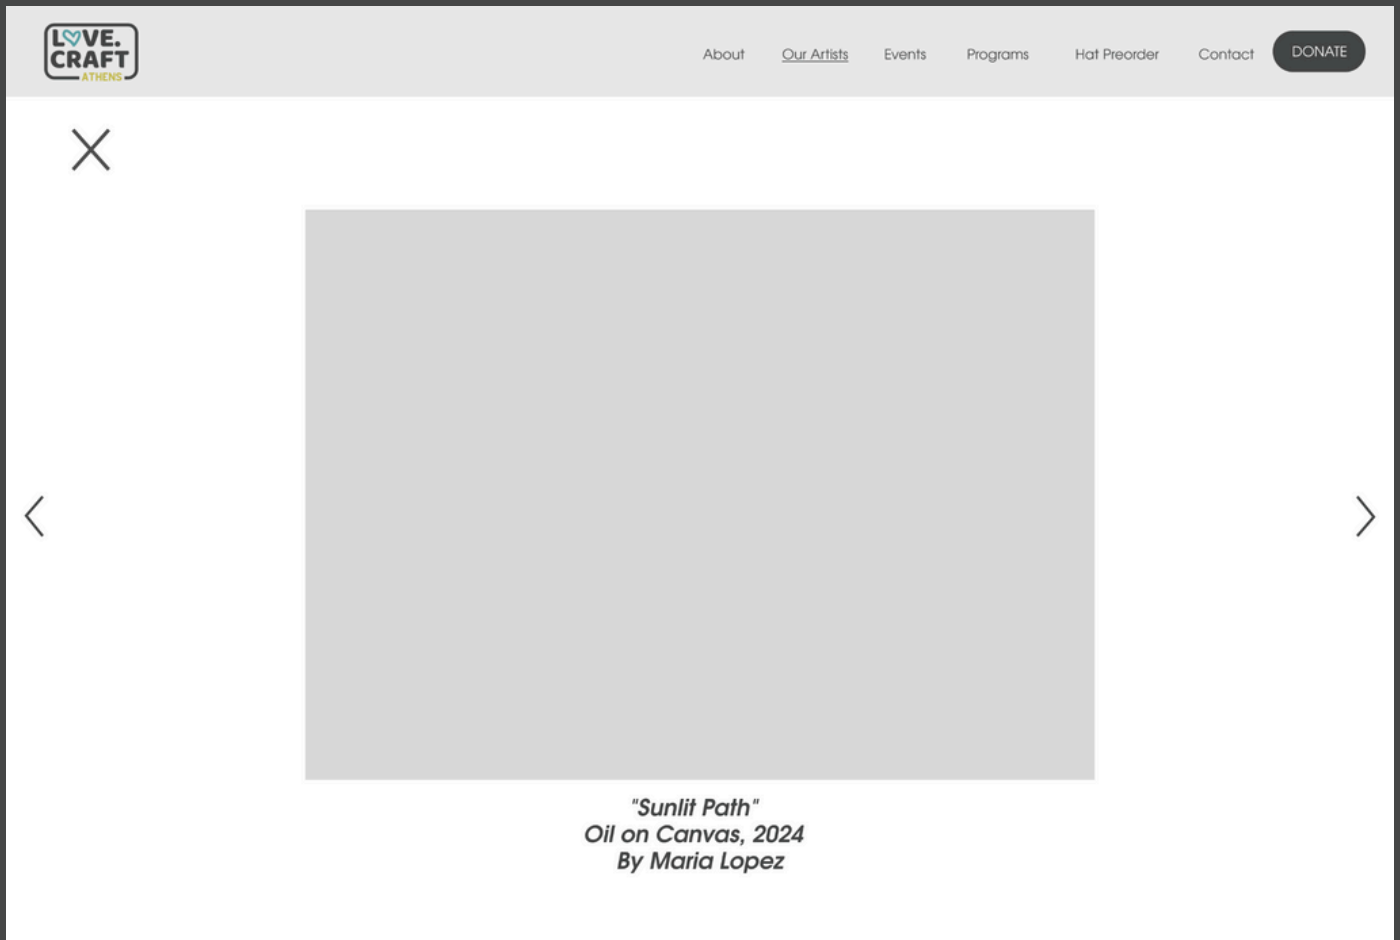 LOVE.
CRAFT
ATHENS
About Our Artists Events Programs Hat Preorder Contact DONATE
"Sunlit Path"
Oil on Canvas, 2024
By Maria Lopez